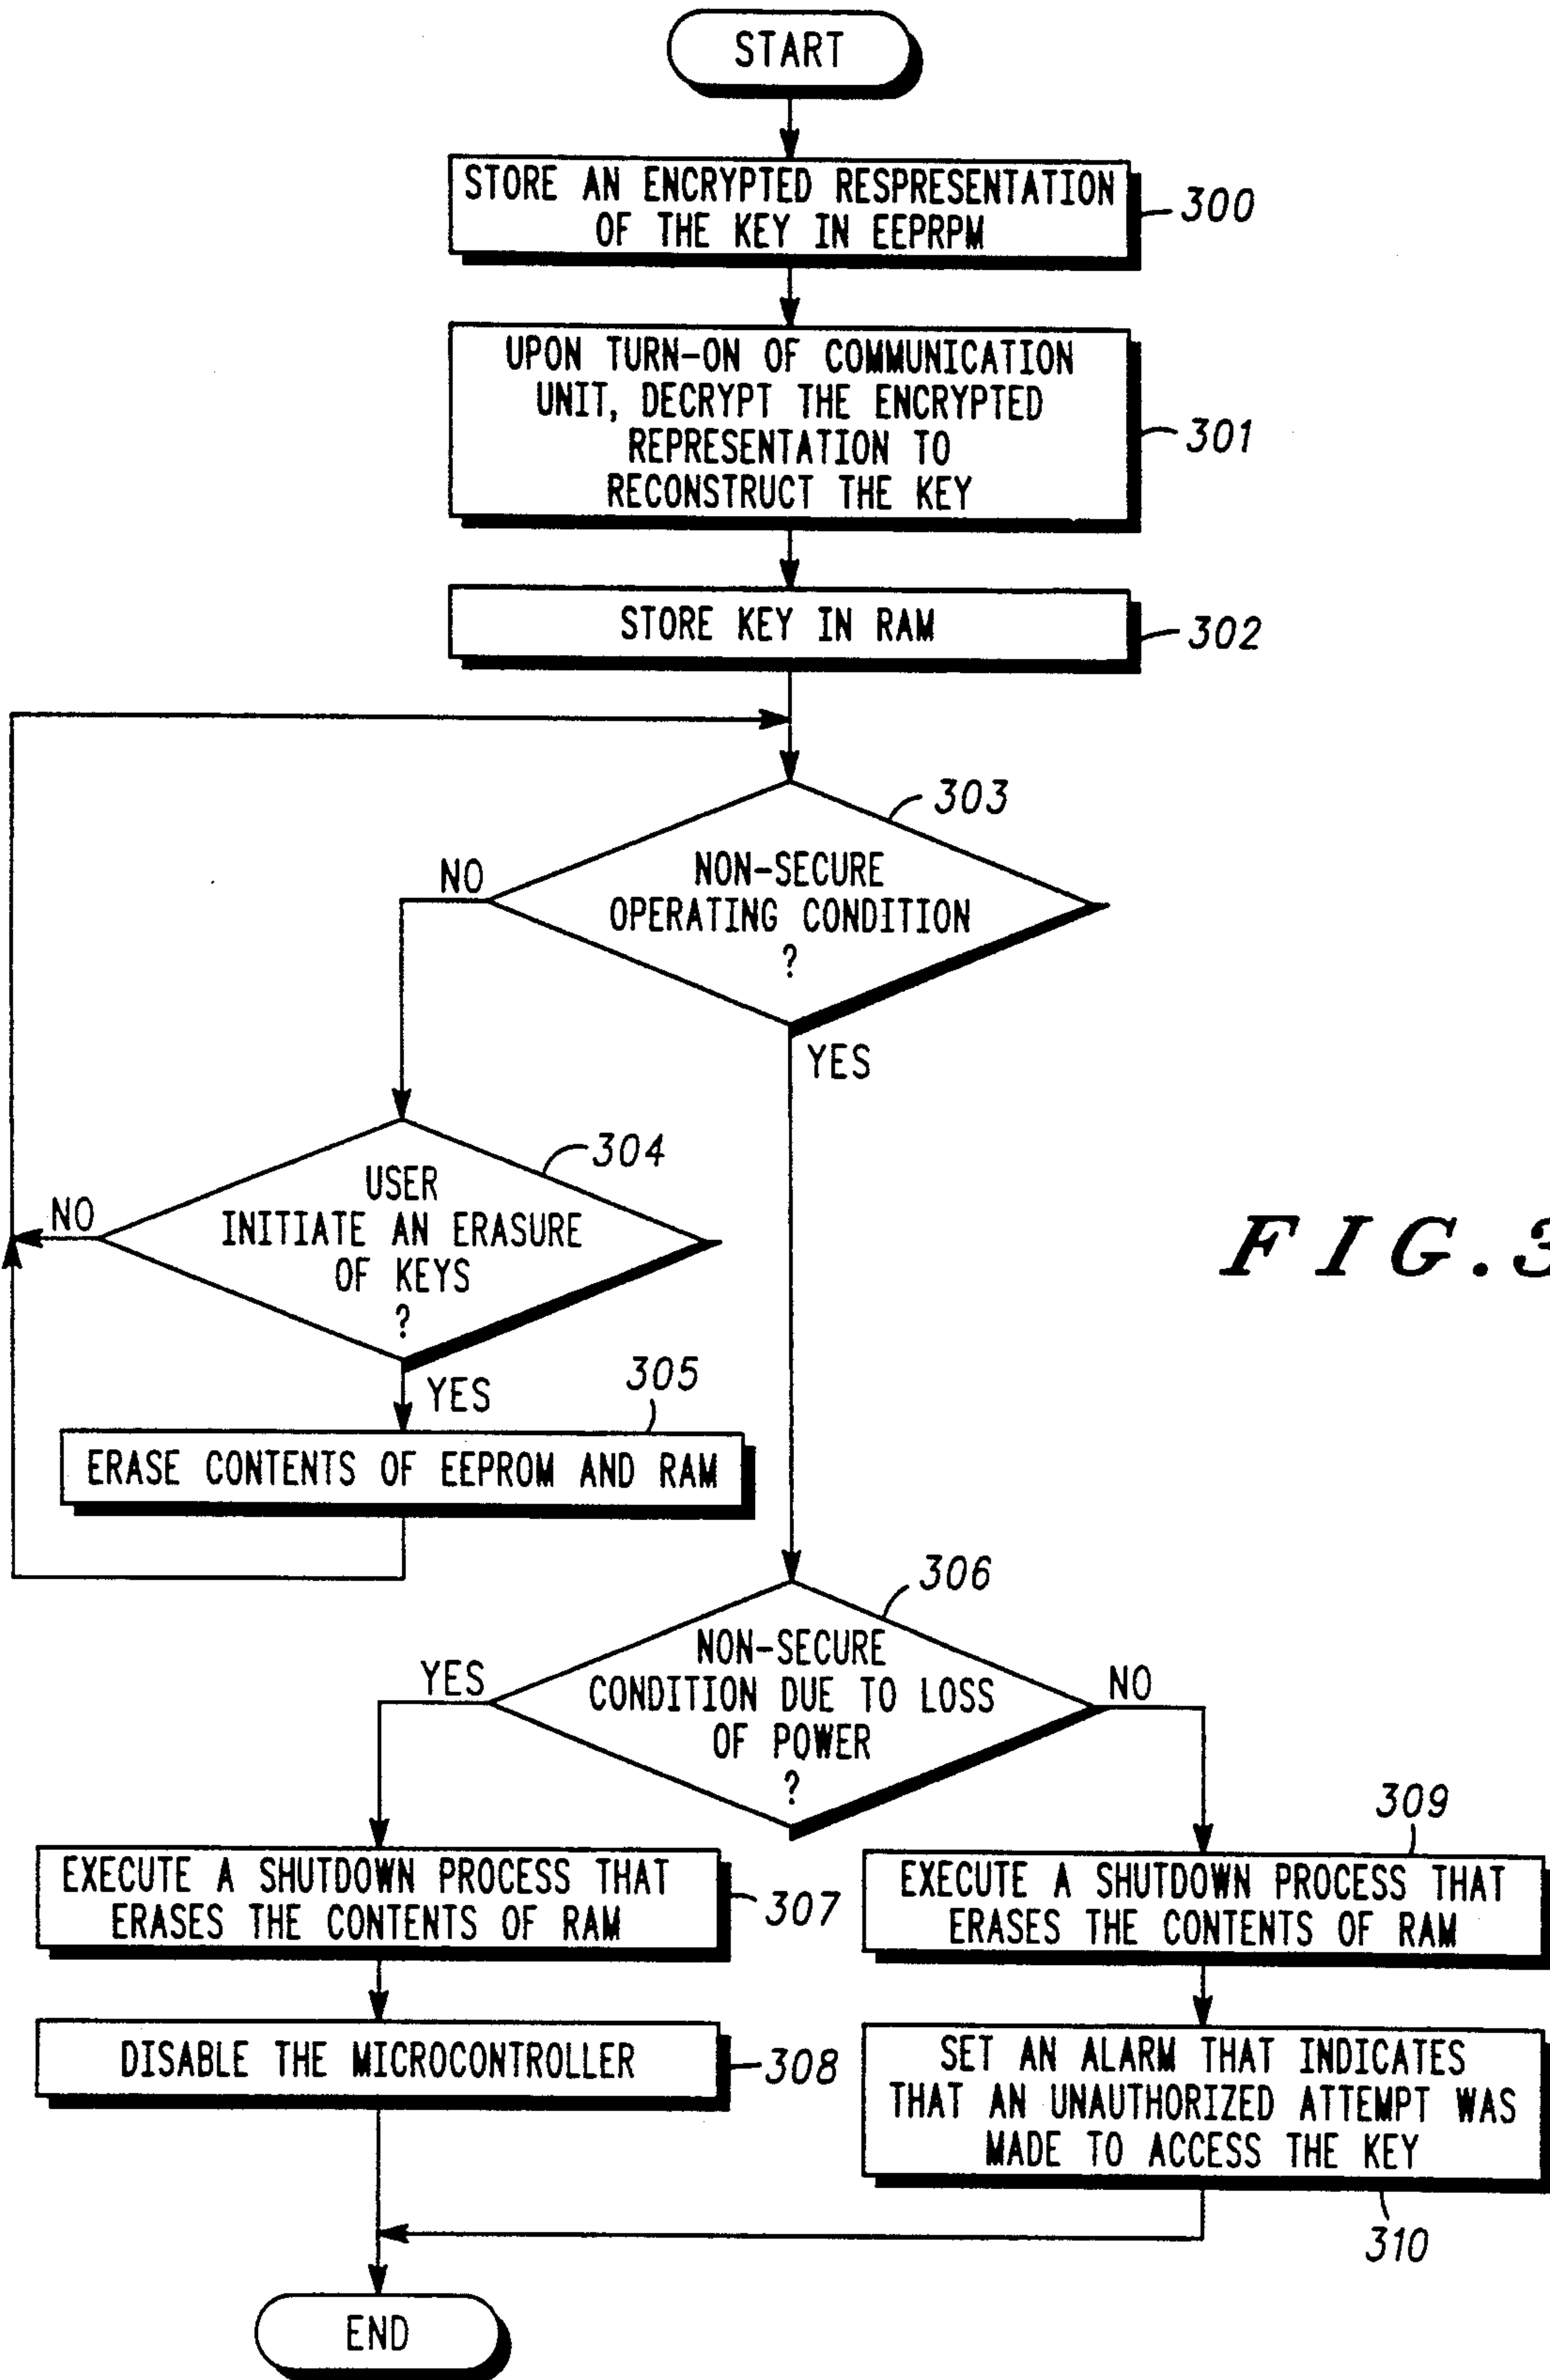 START
STORE AN ENCRYPTED RESPRESENTATION
OF THE KEY IN EEPRPM
300
UPON TURN-ON OF COMMUNICATION
UNIT, DECRYPT THE ENCRYPTED
REPRESENTATION TO
RECONSTRUCT THE KEY
301
STORE KEY IN RAM
302
303
NON-SECURE
OPERATING CONDITION
?
NO
YES
304
USER
INITIATE AN ERASURE
OF KEYS
?
NO
YES
FIG.3
305
ERASE CONTENTS OF EEPROM AND RAM
306
NON-SECURE
CONDITION DUE TO LOSS
OF POWER
?
YES
NO
EXECUTE A SHUTDOWN PROCESS THAT
ERASES THE CONTENTS OF RAM
307
309
EXECUTE A SHUTDOWN PROCESS THAT
ERASES THE CONTENTS OF RAM
DISABLE THE MICROCONTROLLER
308
SET AN ALARM THAT INDICATES
THAT AN UNAUTHORIZED ATTEMPT WAS
MADE TO ACCESS THE KEY
310
END